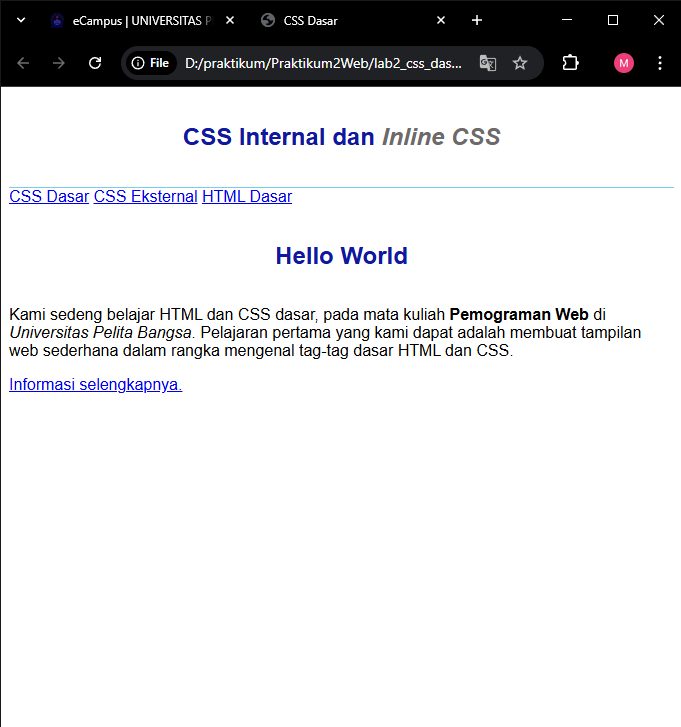 eCampus | UNIVERSITAS P
CSS Dasar
File D:/praktikum/Praktikum2Web/lab2_css_das...
M
CSS Internal dan Inline CSS
CSS Dasar CSS Eksternal HTML Dasar
Hello World
Kami sedeng belajar HTML dan CSS dasar, pada mata kuliah Pemograman Web di
Universitas Pelita Bangsa. Pelajaran pertama yang kami dapat adalah membuat tampilan
web sederhana dalam rangka mengenal tag-tag dasar HTML dan CSS.
Informasi selengkapnya.